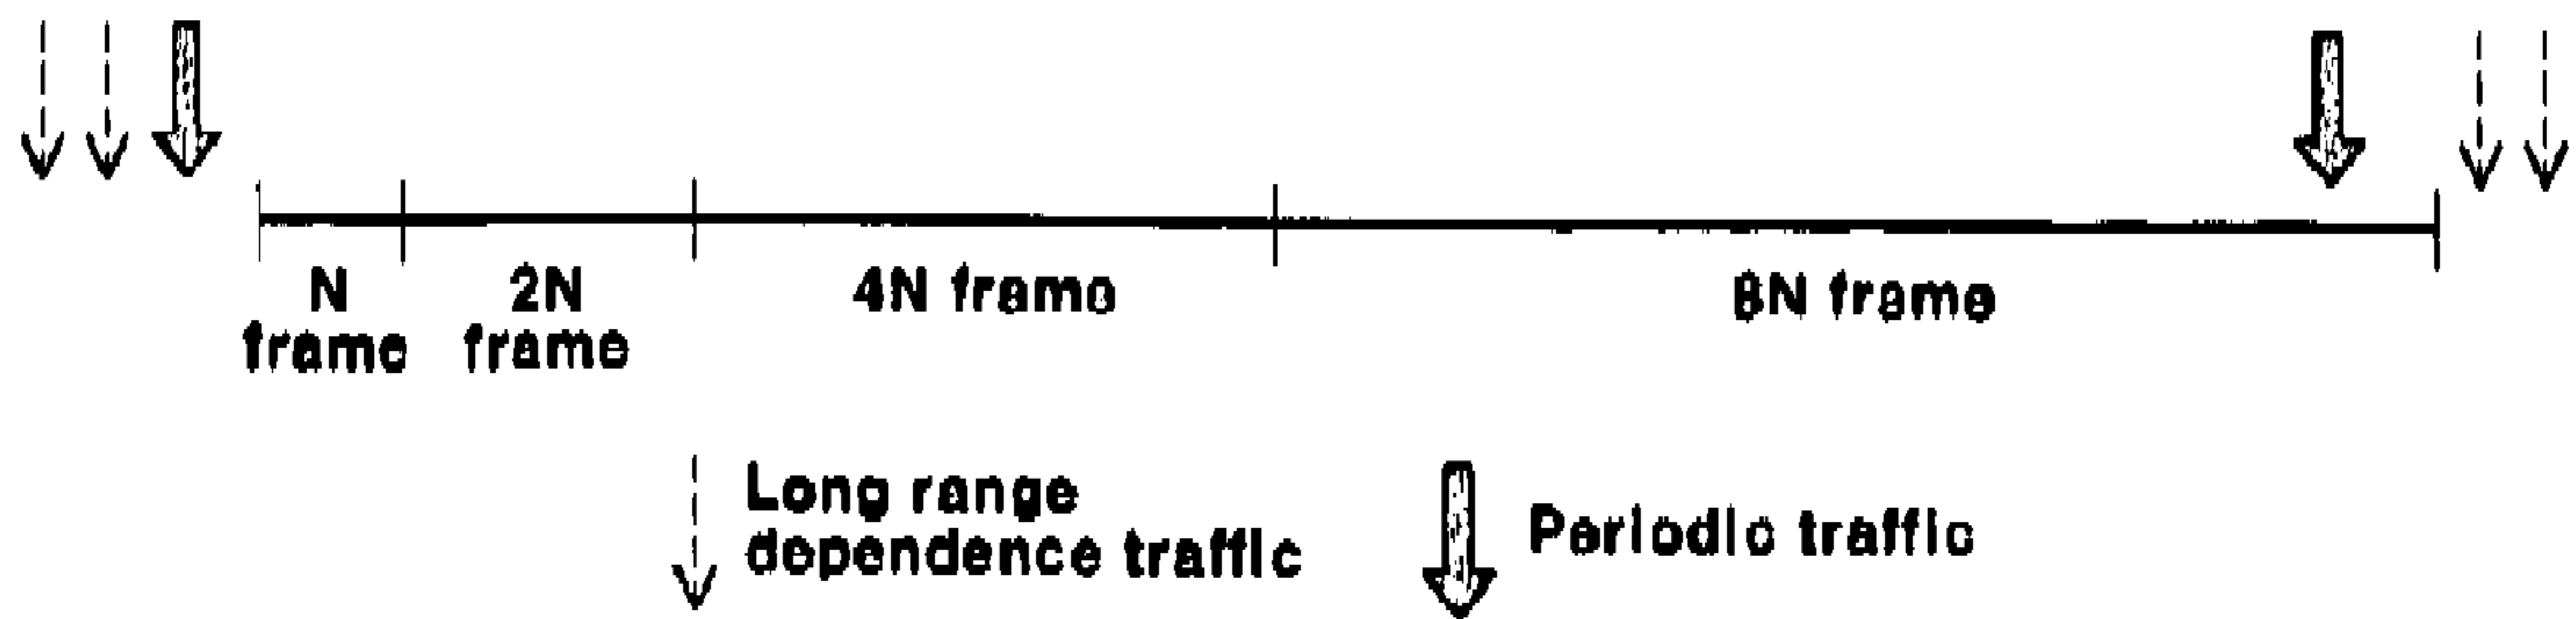 N
frame
2N
frame
4N frame
8N frame
Long range
dependence traffic
Periodic traffic